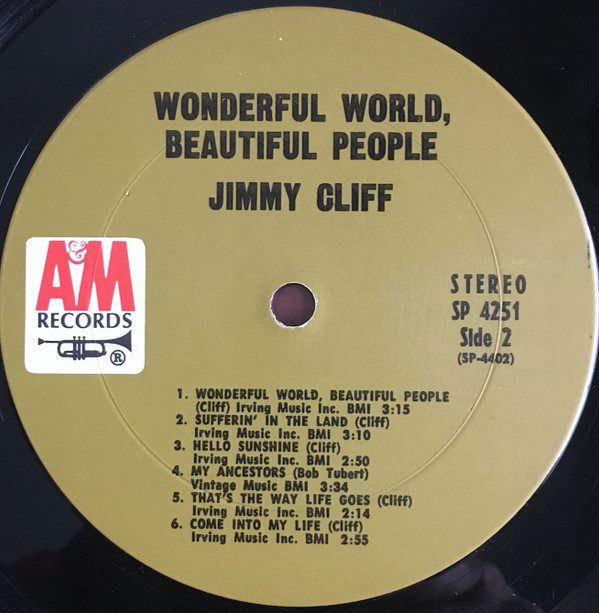 WONDERFUL WORLD,
BEAUTIFUL PEOPLE
JIMMY CLIFF
A&M
RECORDS
®
STEREO
SP 4251
Side 2
(SP-4402)
1. WONDERFUL WORLD, BEAUTIFUL PEOPLE
(Cliff) Irving Music Inc. BMI 3:15
2. SUFFERIN' IN THE LAND (Cliff)
Irving Music Inc. BMI 3:10
3. HELLO SUNSHINE (Cliff)
Irving Music Inc. BMI 2:50
4. MY ANCESTORS (Bob Tubert)
Vintage Music BMI 3:34
5. THAT'S THE WAY LIFE GOES (Cliff)
Irving Music Inc. BMI 2:14
6. COME INTO MY LIFE (Cliff)
Irving Music Inc. BMI 2:55